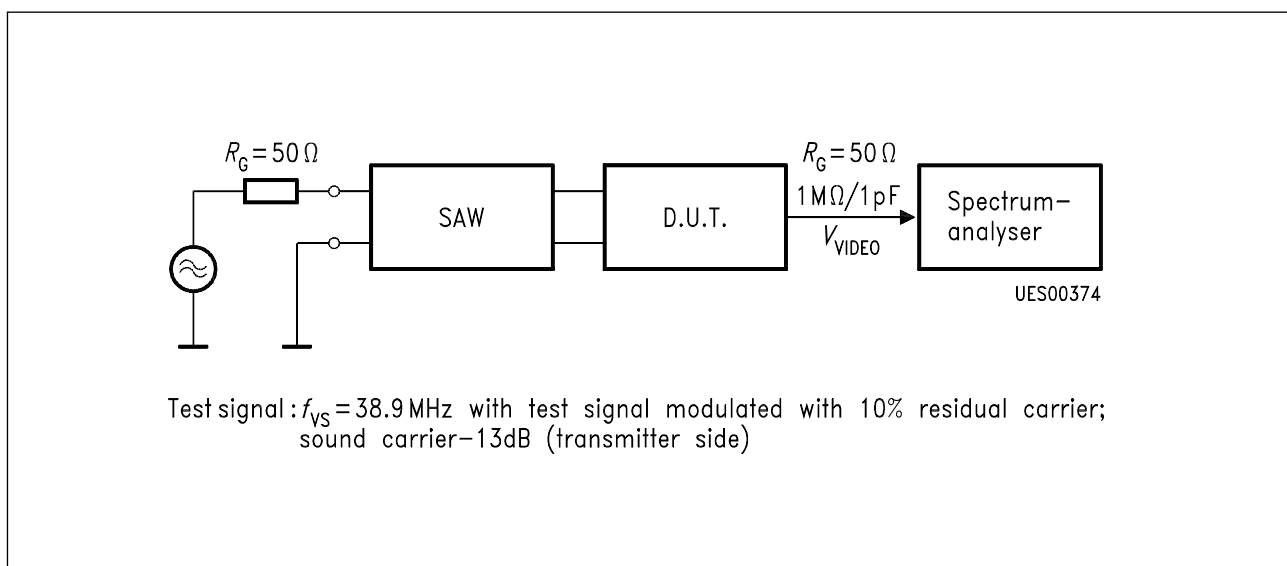 R_G = 50 Ω
SAW
D.U.T.
R_G = 50 Ω
1 MΩ/1 pF
V_VIDEO
Spectrum–
analyser
UES00374
Test signal : f_VS = 38.9 MHz with test signal modulated with 10% residual carrier;
sound carrier–13dB (transmitter side)